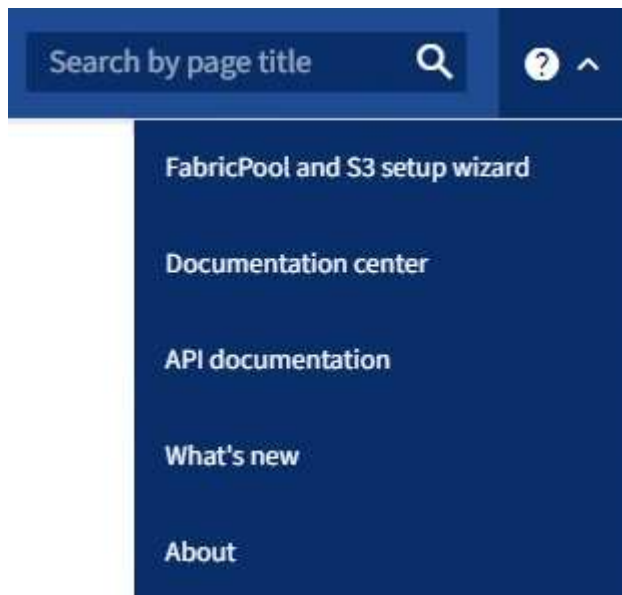 Search by page title
FabricPool and S3 setup wizard
Documentation center
API documentation
What's new
About